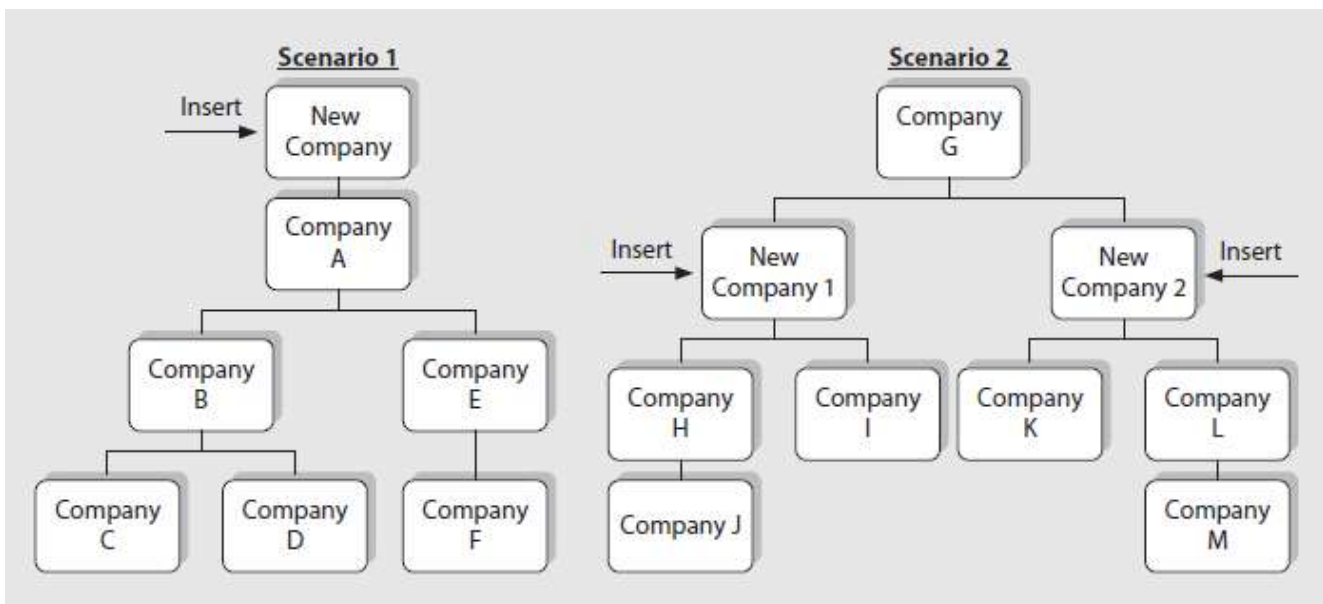 Scenario 1
Insert
New
Company
Company
A
Company
B
Company
E
Company
C
Company
D
Company
F
Scenario 2
Company
G
Insert
New
Company 1
New
Company 2
Insert
Company
H
Company
I
Company
K
Company
L
Company J
Company
M